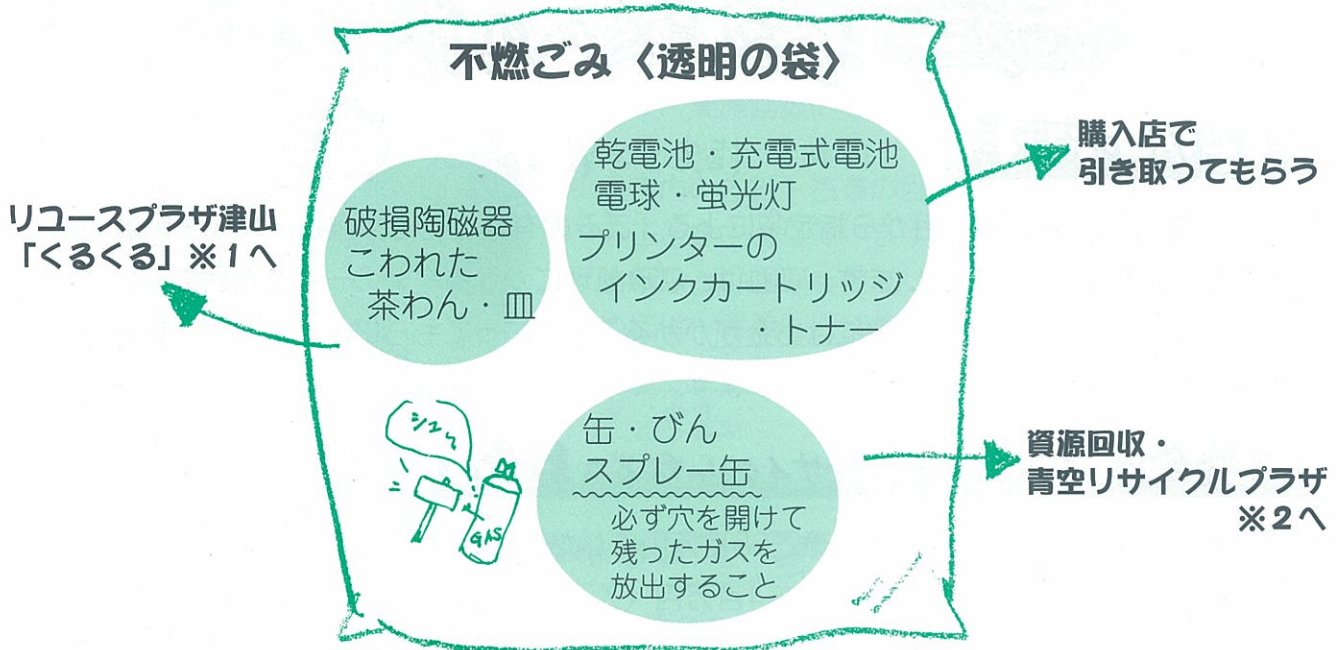 不燃ごみ〈透明の袋〉
乾電池・充電式電池
電球・蛍光灯
プリンターの
インクカートリッジ
・トナー
購入店で
引き取ってもらう
破損陶磁器
こわれた
茶わん・皿
リユースプラザ津山
「くるくる」※1へ
缶・びん
スプレー缶
必ず穴を開けて
残ったガスを
放出すること
GAS
資源回収・
青空リサイクルプラザ
※2へ